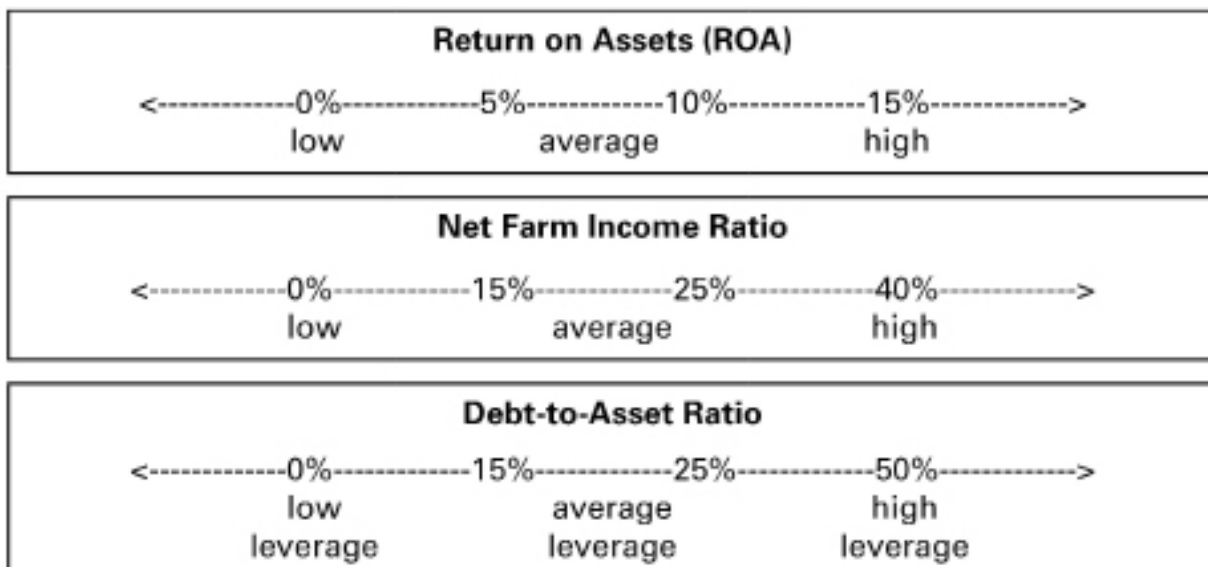 Return on Assets (ROA)
<-------------0%-------------5%-------------10%-------------15%------------->
low average high
Net Farm Income Ratio
<-------------0%-------------15%-------------25%-------------40%------------->
low average high
Debt-to-Asset Ratio
<-------------0%-------------15%-------------25%-------------50%------------->
low average high
leverage leverage leverage